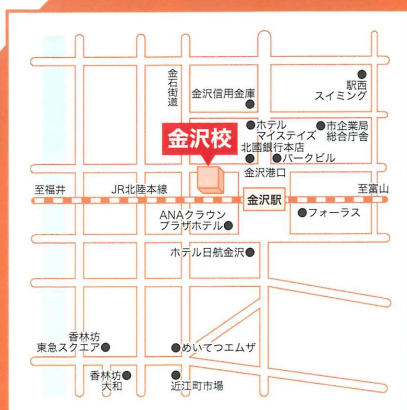 金石街道
駅西
スイミング
金沢信用金庫
ホテル
マイステイズ
市企業局
総合庁舎
金沢校
北國銀行本店
パークビル
金沢港口
至福井
JR北陸本線
至富山
金沢駅
フォーラス
ANAクラウン
プラザホテル
ホテル日航金沢
香林坊
東急スクエア
めいてつエムザ
香林坊
大和
近江町市場